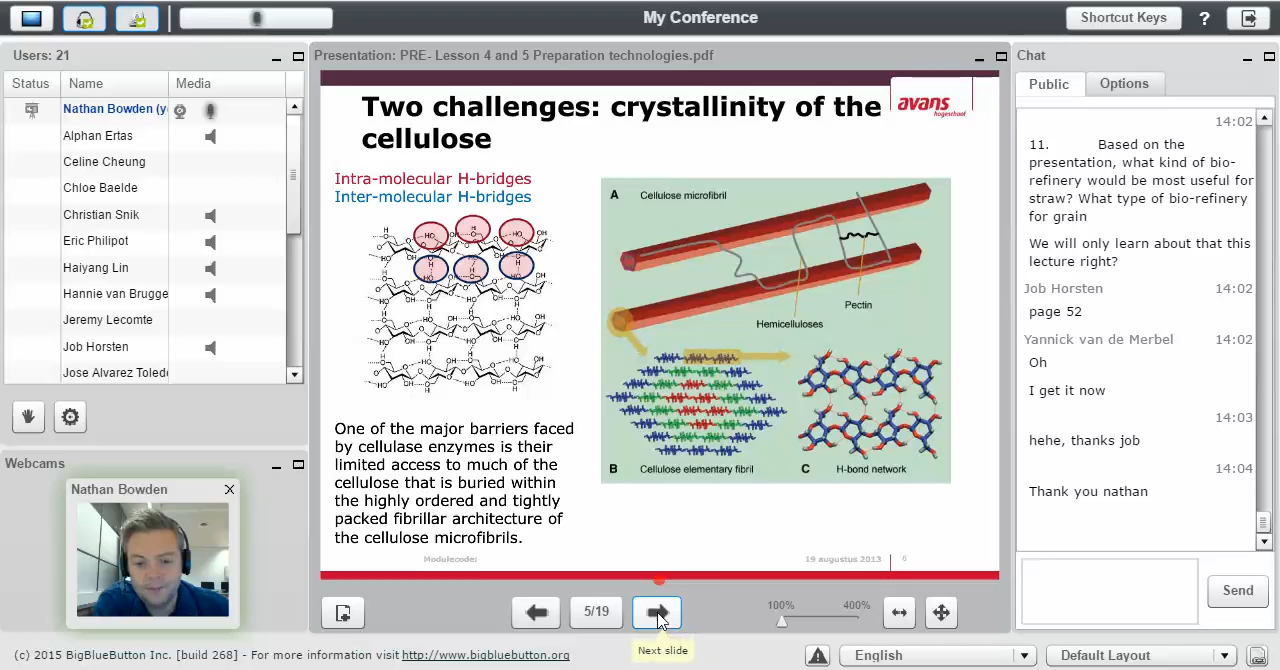 My Conference
Shortcut Keys
?
Users: 21
Status Name Media
Nathan Bowden (y
Alphan Ertas
Celine Cheung
Chloe Baelde
Christian Snik
Eric Philipot
Haiyang Lin
Hannie van Brugge
Jeremy Lecomte
Job Horsten
Jose Alvarez Toled
Webcams
Nathan Bowden
Presentation: PRE- Lesson 4 and 5 Preparation technologies.pdf
Two challenges: crystallinity of the
cellulose
avans
hogeschool
Intra-molecular H-bridges
Inter-molecular H-bridges
One of the major barriers faced
by cellulase enzymes is their
limited access to much of the
cellulose that is buried within
the highly ordered and tightly
packed fibrillar architecture of
the cellulose microfibrils.
A Cellulose microfibril
Pectin
Hemicelluloses
B Cellulose elementary fibril
C H-bond network
Modulecode:
19 augustus 2013 6
5/19
Next slide
100% 400%
Chat
Public Options
14:02
11. Based on the
presentation, what kind of bio-
refinery would be most useful for
straw? What type of bio-refinery
for grain
We will only learn about that this
lecture right?
Job Horsten 14:02
page 52
Yannick van de Merbel 14:02
Oh
I get it now
14:03
hehe, thanks job
14:04
Thank you nathan
Send
(c) 2015 BigBlueButton Inc. [build 268] - For more information visit http://www.bigbluebutton.org
English
Default Layout